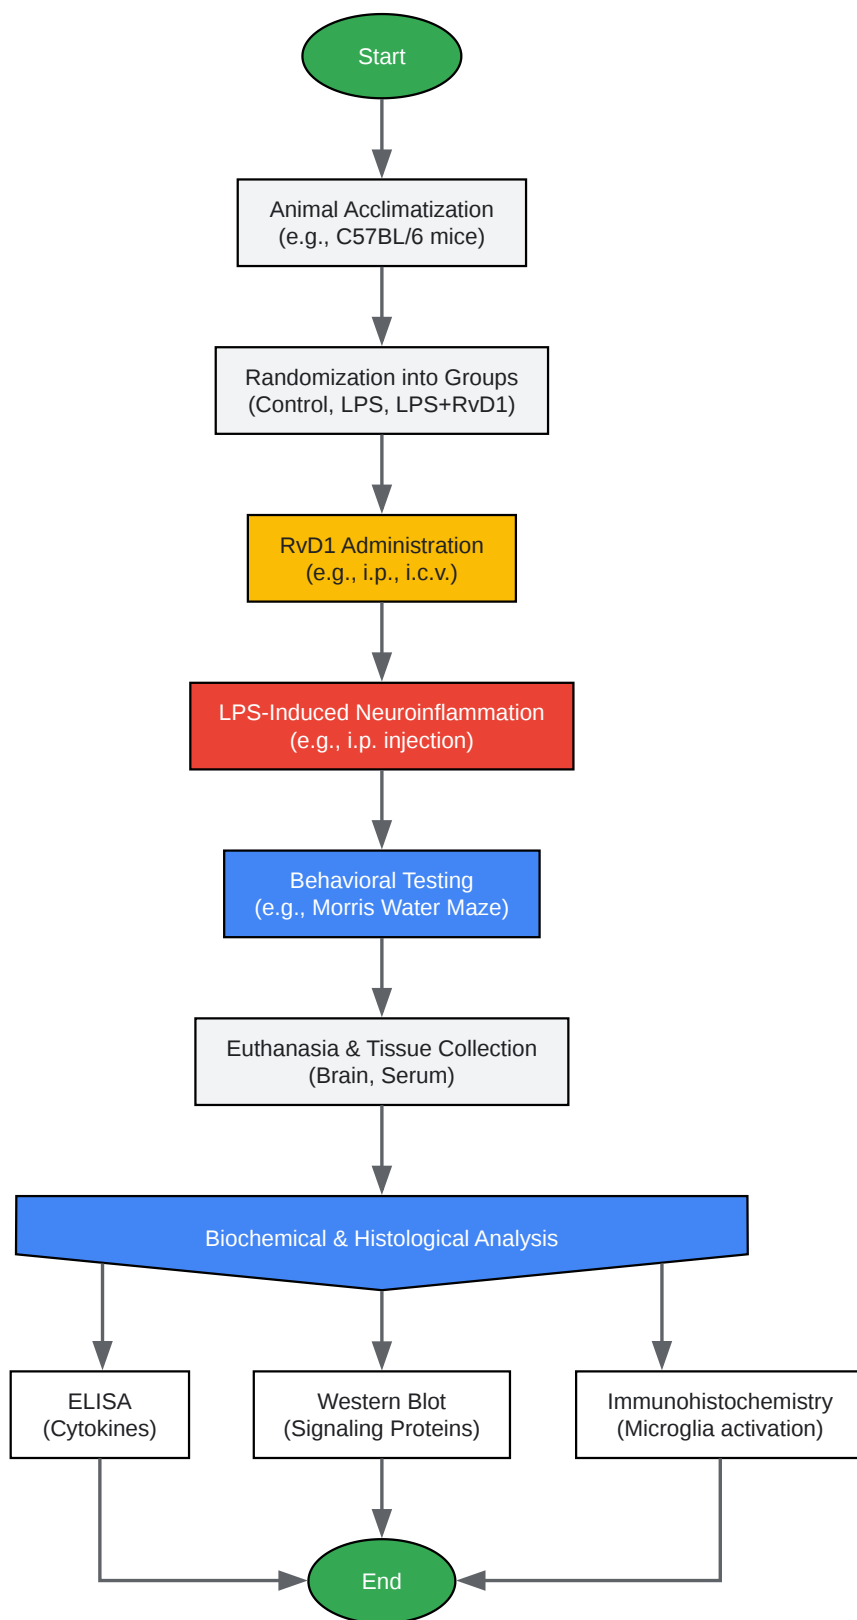 Start
Animal Acclimatization
(e.g., C57BL/6 mice)
Randomization into Groups
(Control, LPS, LPS+RvD1)
RvD1 Administration
(e.g., i.p., i.c.v.)
LPS-Induced Neuroinflammation
(e.g., i.p. injection)
Behavioral Testing
(e.g., Morris Water Maze)
Euthanasia & Tissue Collection
(Brain, Serum)
Biochemical & Histological Analysis
ELISA
(Cytokines)
Western Blot
(Signaling Proteins)
Immunohistochemistry
(Microglia activation)
End